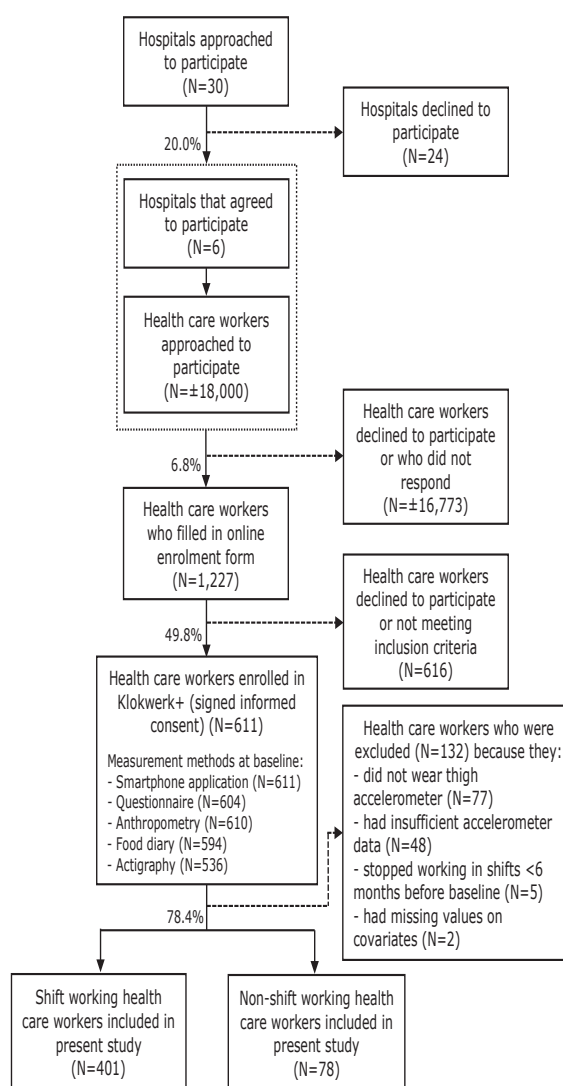 Hospitals approached
to participate
(N=30)
Hospitals declined to
participate
(N=24)
20.0%
Hospitals that agreed
to participate
(N=6)
Health care workers
approached to
participate
(N=±18,000)
Health care workers
declined to participate
or who did not
respond
(N=±16,773)
6.8%
Health care workers
who filled in online
enrolment form
(N=1,227)
Health care workers
declined to participate
or not meeting
inclusion criteria
(N=616)
49.8%
Health care workers enrolled in
Klokwerk+ (signed informed
consent) (N=611)
Measurement methods at baseline:
- Smartphone application (N=611)
- Questionnaire (N=604)
- Anthropometry (N=610)
- Food diary (N=594)
- Actigraphy (N=536)
Health care workers who were
excluded (N=132) because they:
- did not wear thigh
accelerometer (N=77)
- had insufficient accelerometer
data (N=48)
- stopped working in shifts <6
months before baseline (N=5)
- had missing values on
covariates (N=2)
78.4%
Shift working health
care workers included in
present study
(N=401)
Non-shift working health
care workers included in
present study
(N=78)